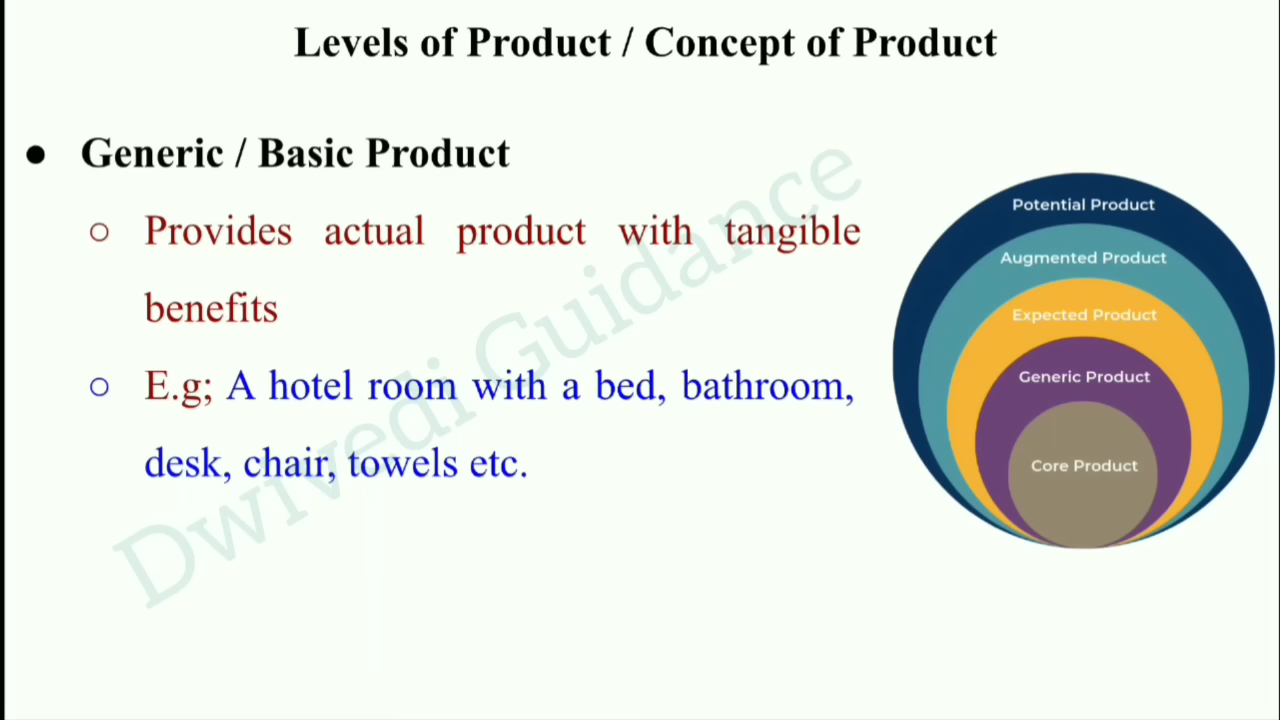 Levels of Product / Concept of Product
● Generic / Basic Product
○ Provides actual product with tangible
benefits
○ E.g; A hotel room with a bed, bathroom,
desk, chair, towels etc.
Dwivedi Guidance
Potential Product
Augmented Product
Expected Product
Generic Product
Core Product